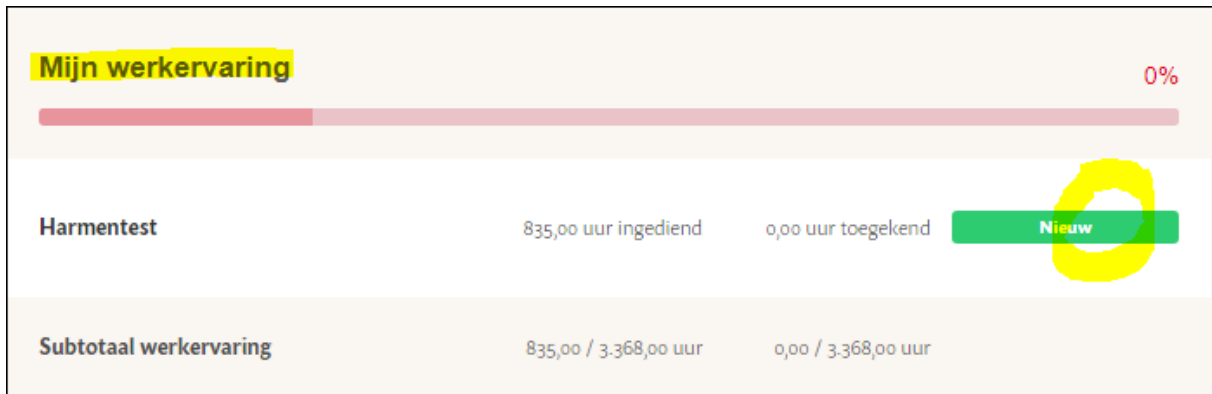 Mijn werkervaring
0%
Harmentest 835,00 uur ingediend 0,00 uur toegekend Nieuw
Subtotaal werkervaring 835,00 / 3.368,00 uur 0,00 / 3.368,00 uur